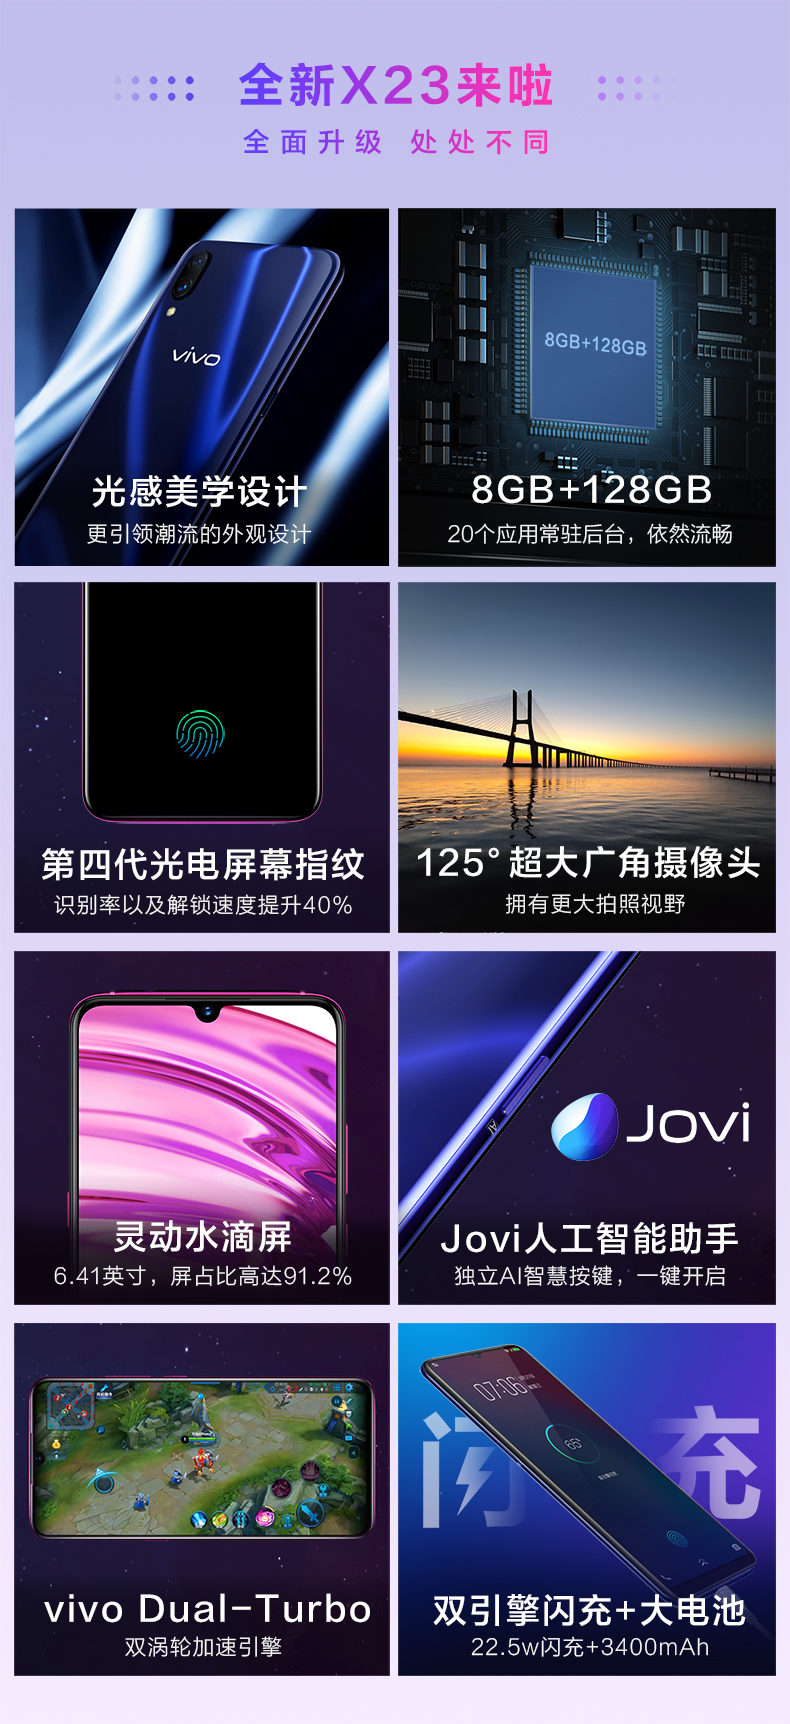 全新X23来啦
全面升级 处处不同
vivo
光感美学设计
更引领潮流的外观设计
8GB+128GB
8GB+128GB
20个应用常驻后台，依然流畅
第四代光电屏幕指纹
识别率以及解锁速度提升40%
125°超大广角摄像头
拥有更大拍照视野
灵动水滴屏
6.41英寸，屏占比高达91.2%
AI
Jovi
Jovi人工智能助手
独立AI智慧按键，一键开启
vivo Dual-Turbo
双涡轮加速引擎
07:06
闪充
双引擎闪充+大电池
22.5w闪充+3400mAh